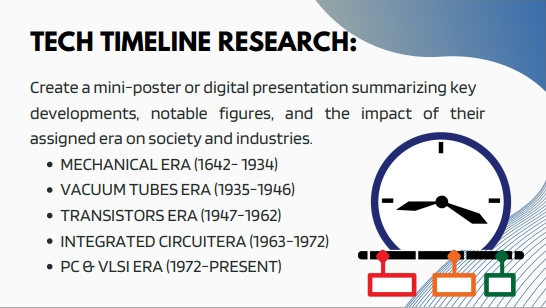 TECH TIMELINE RESEARCH:
Create a mini-poster or digital presentation summarizing key
developments, notable figures, and the impact of their
assigned era on society and industries.
• MECHANICAL ERA (1642- 1934)
• VACUUM TUBES ERA (1935-1946)
• TRANSISTORS ERA (1947-1962)
• INTEGRATED CIRCUITERA (1963-1972)
• PC & VLSI ERA (1972-PRESENT)